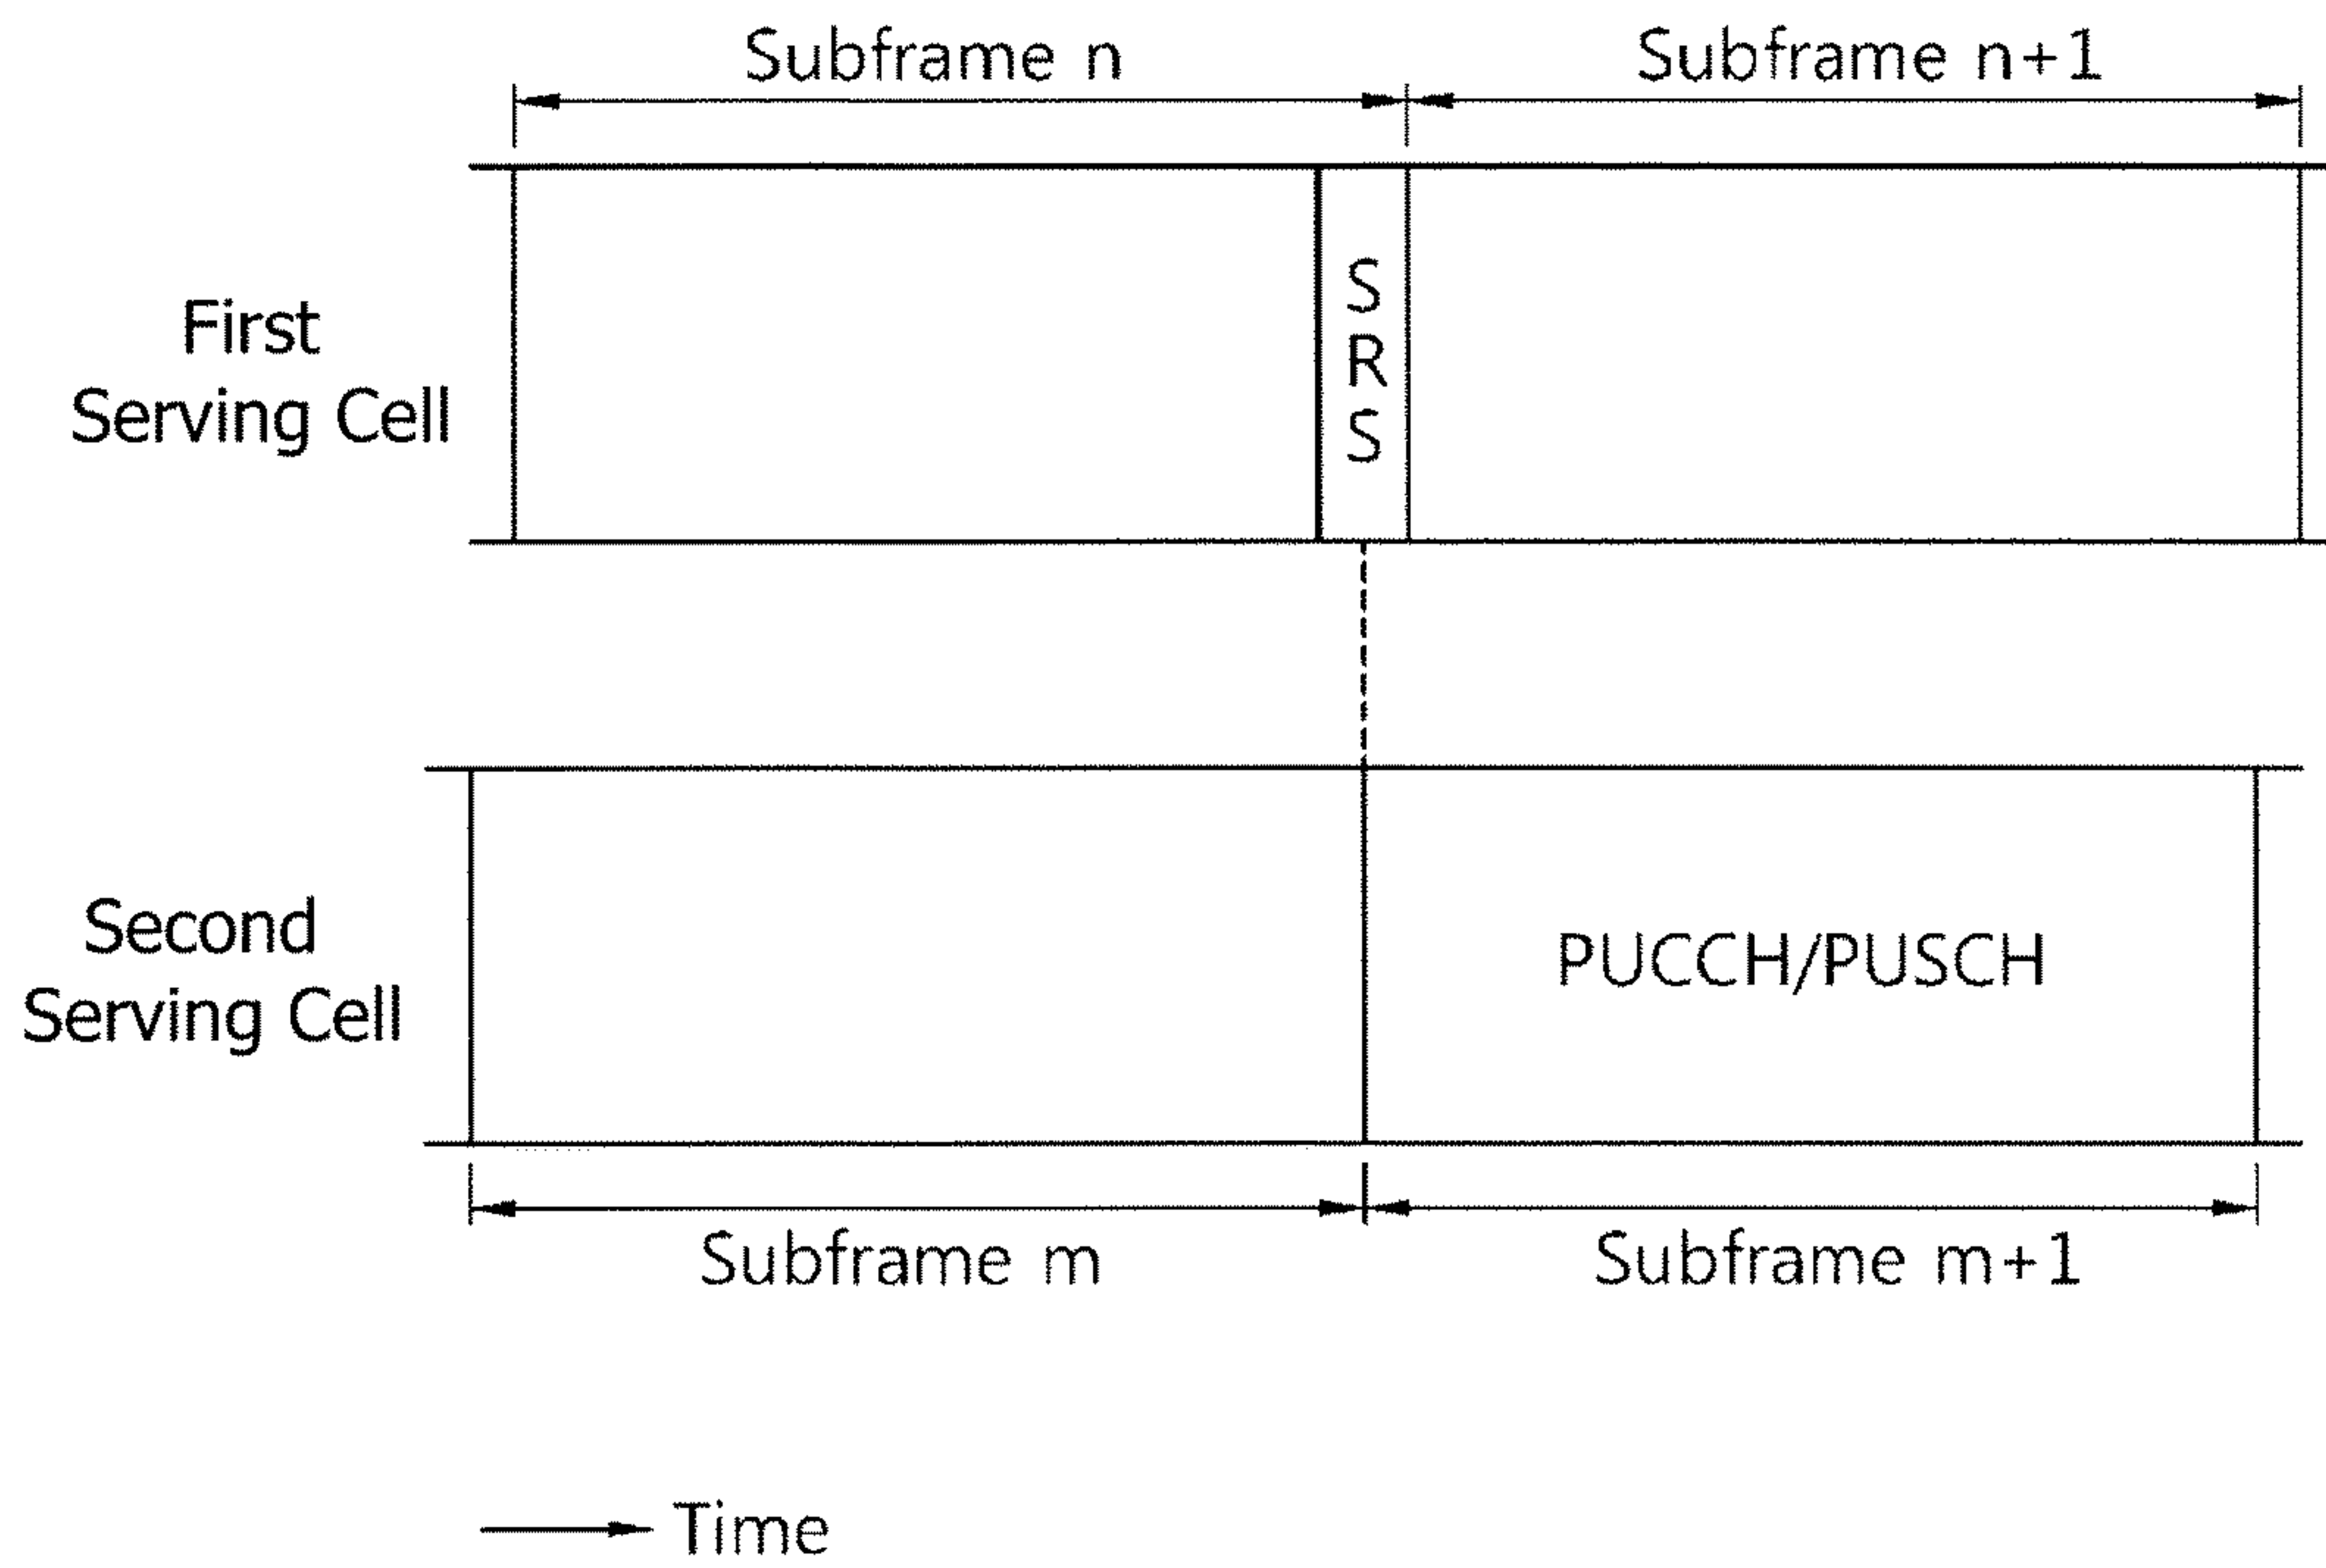 Subframe n
Subframe n+1
First
Serving Cell
S
R
S
Second
Serving Cell
PUCCH/PUSCH
Subframe m
Subframe m+1
Time